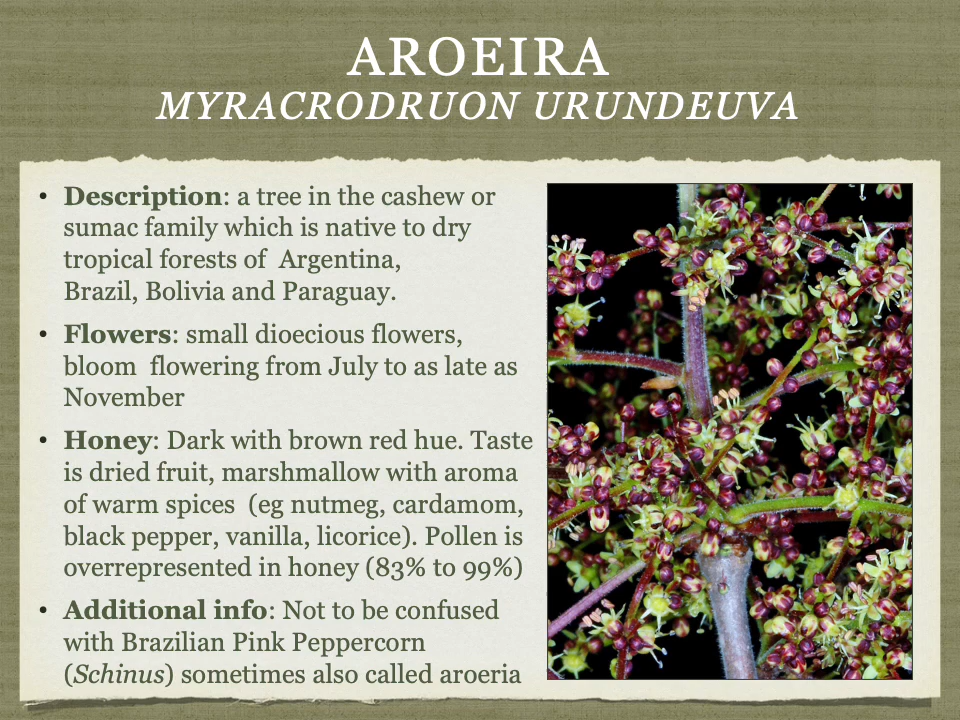 AROEIRA
MYRACRODRUON URUNDEUVA
• Description: a tree in the cashew or
sumac family which is native to dry
tropical forests of  Argentina,
Brazil, Bolivia and Paraguay.
• Flowers: small dioecious flowers,
bloom  flowering from July to as late as
November
• Honey: Dark with brown red hue. Taste
is dried fruit, marshmallow with aroma
of warm spices  (eg nutmeg, cardamom,
black pepper, vanilla, licorice). Pollen is
overrepresented in honey (83% to 99%)
• Additional info: Not to be confused
with Brazilian Pink Peppercorn
(Schinus) sometimes also called aroeria